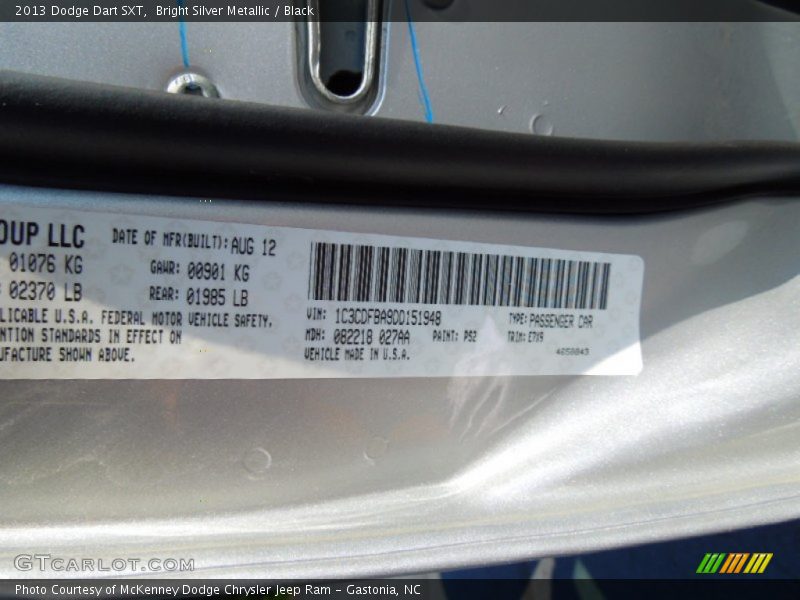 2013 Dodge Dart SXT, Bright Silver Metallic / Black
OUP LLC
DATE OF MFR(BUILT): AUG 12
01076 KG
GAWR: 00901 KG
02370 LB
REAR: 01985 LB
LICABLE U.S.A. FEDERAL MOTOR VEHICLE SAFETY,
NTION STANDARDS IN EFFECT ON
UFACTURE SHOWN ABOVE.
VIN: 1C3CDFBA9DD151948
TYPE: PASSENGER CAR
MDH: 082218 027AA
PAINT: PS2
TRIM: E7X9
VEHICLE MADE IN U.S.A.
GTCARLOT.COM
Photo Courtesy of McKenney Dodge Chrysler Jeep Ram - Gastonia, NC